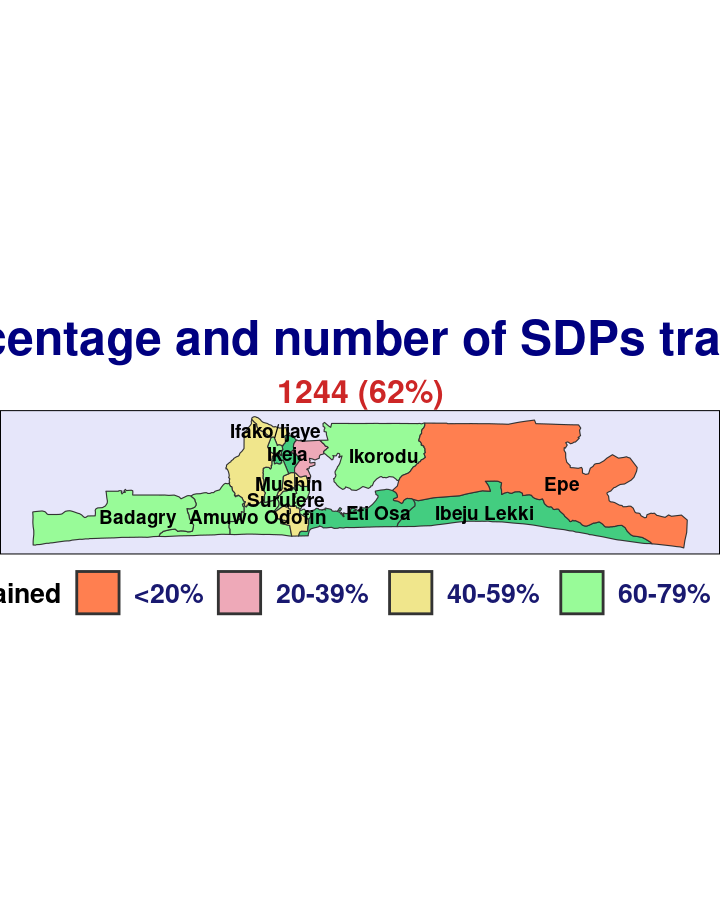 centage and number of SDPs tra
1244 (62%)
Ifako/Ijaye
Ikeja
Ikorodu
Mushin
Surulere
Epe
Badagry
Amuwo Odofin
Eti Osa
Ibeju Lekki
ained <20% 20-39% 40-59% 60-79%